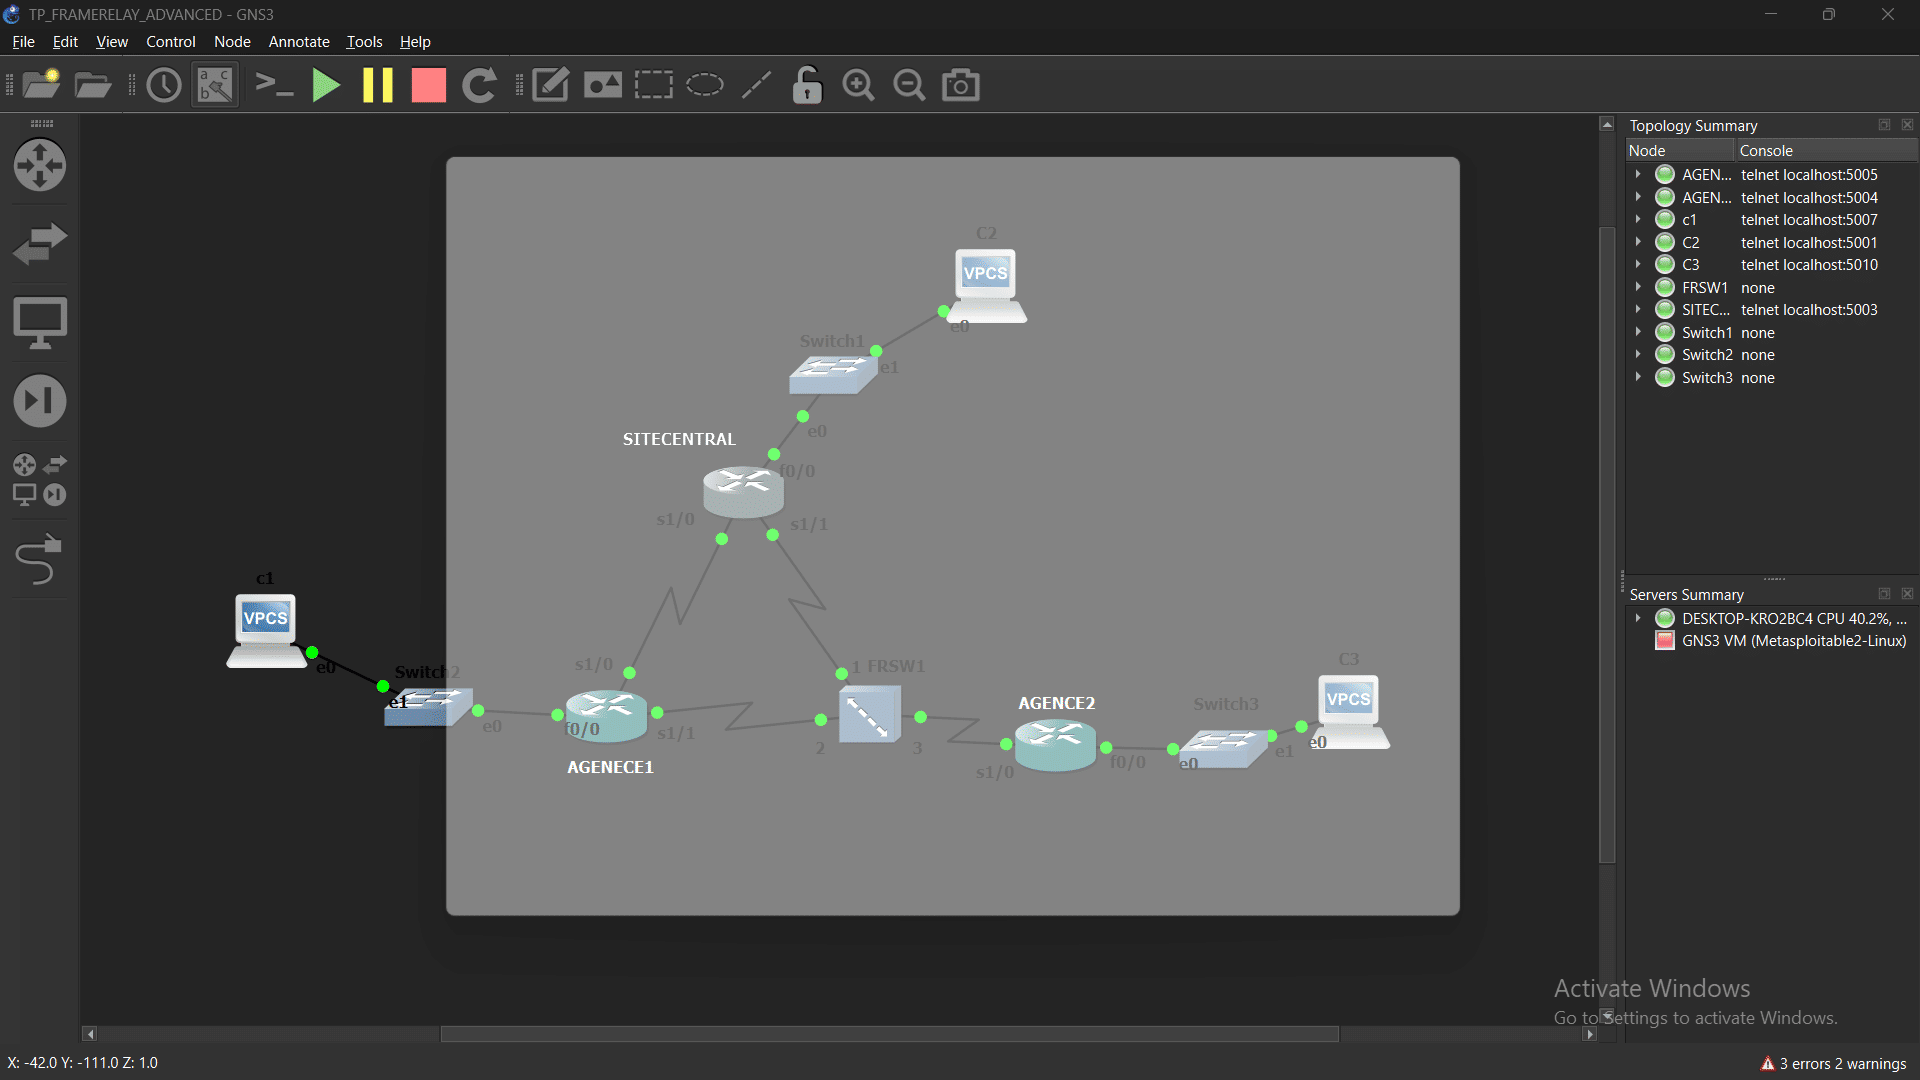 TP_FRAMERELAY_ADVANCED - GNS3
File Edit View Control Node Annotate Tools Help
Topology Summary
Node Console
AGEN... telnet localhost:5005
AGEN... telnet localhost:5004
c1 telnet localhost:5007
C2 telnet localhost:5001
C3 telnet localhost:5010
FRSW1 none
SITEC... telnet localhost:5003
Switch1 none
Switch2 none
Switch3 none
Servers Summary
DESKTOP-KRO2BC4 CPU 40.2%, ...
GNS3 VM (Metasploitable2-Linux)
C2
VPCS
e0
Switch1
e1
e0
SITECENTRAL
f0/0
s1/0 s1/1
c1
VPCS
e0
Switch2
e1
e0
s1/0
f0/0
s1/1
AGENECE1
1 FRSW1
2 3
AGENCE2
s1/0 f0/0
Switch3
e0 e1
C3
VPCS
e0
Activate Windows
Go to Settings to activate Windows.
X: -42.0 Y: -111.0 Z: 1.0
3 errors 2 warnings